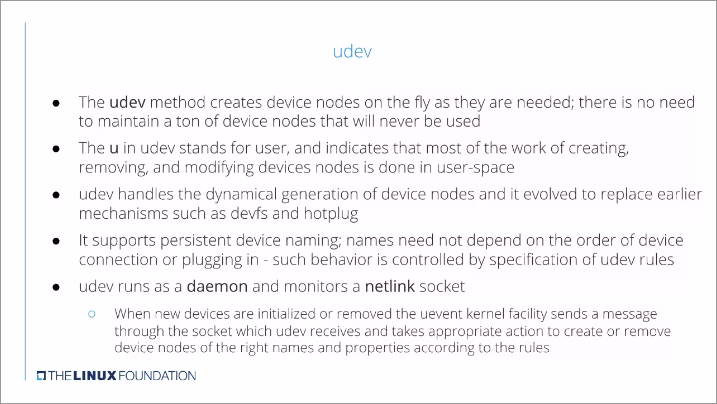 udev
● The udev method creates device nodes on the fly as they are needed; there is no need
to maintain a ton of device nodes that will never be used
● The u in udev stands for user, and indicates that most of the work of creating,
removing, and modifying devices nodes is done in user-space
● udev handles the dynamical generation of device nodes and it evolved to replace earlier
mechanisms such as devfs and hotplug
● It supports persistent device naming; names need not depend on the order of device
connection or plugging in - such behavior is controlled by specification of udev rules
● udev runs as a daemon and monitors a netlink socket
○ When new devices are initialized or removed the uevent kernel facility sends a message
through the socket which udev receives and takes appropriate action to create or remove
device nodes of the right names and properties according to the rules
THE LINUX FOUNDATION